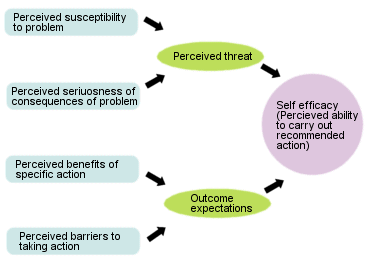 Perceived susceptibility
to problem
Perceived threat
Perceived seriuosness of
consequences of problem
Self efficacy
(Percieved ability
to carry out
recommended
action)
Perceived benefits of
specific action
Outcome
expectations
Perceived barriers to
taking action